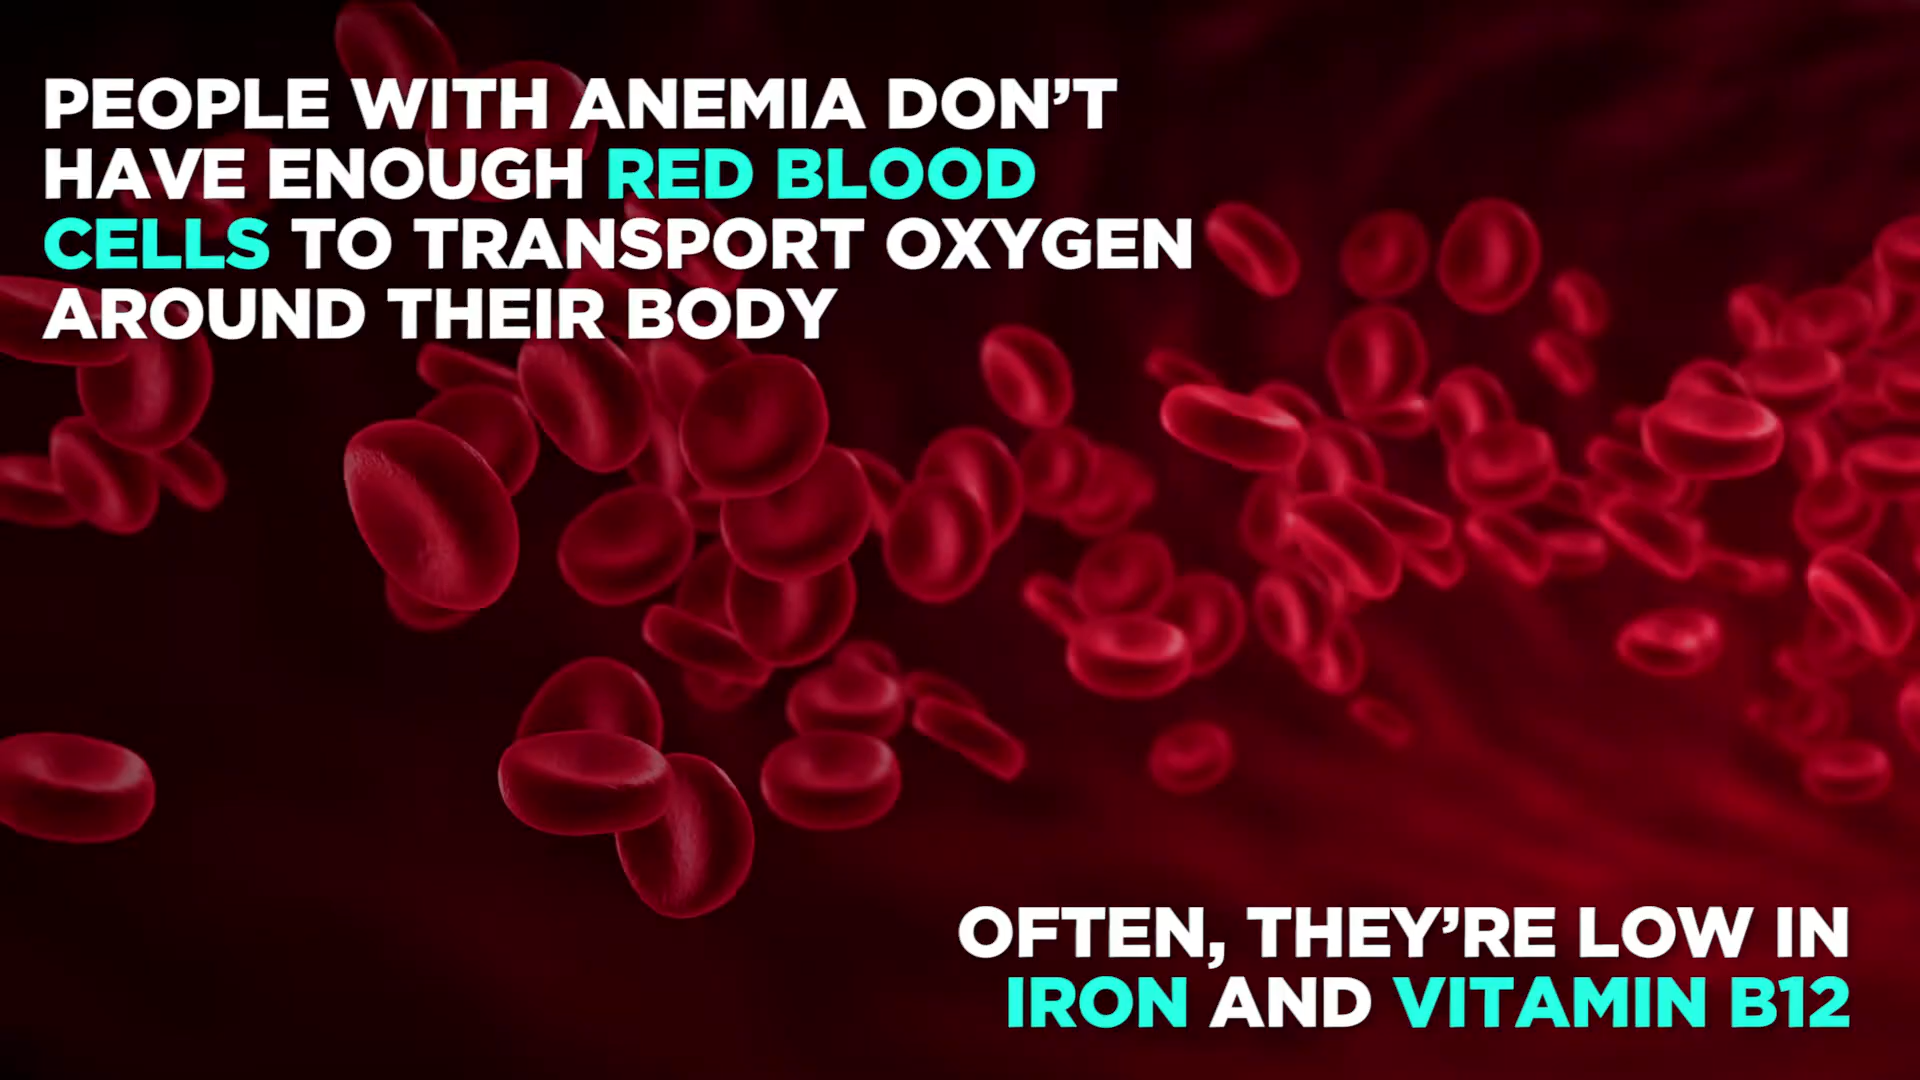 PEOPLE WITH ANEMIA DON’T
HAVE ENOUGH RED BLOOD
CELLS TO TRANSPORT OXYGEN
AROUND THEIR BODY
OFTEN, THEY’RE LOW IN
IRON AND VITAMIN B12